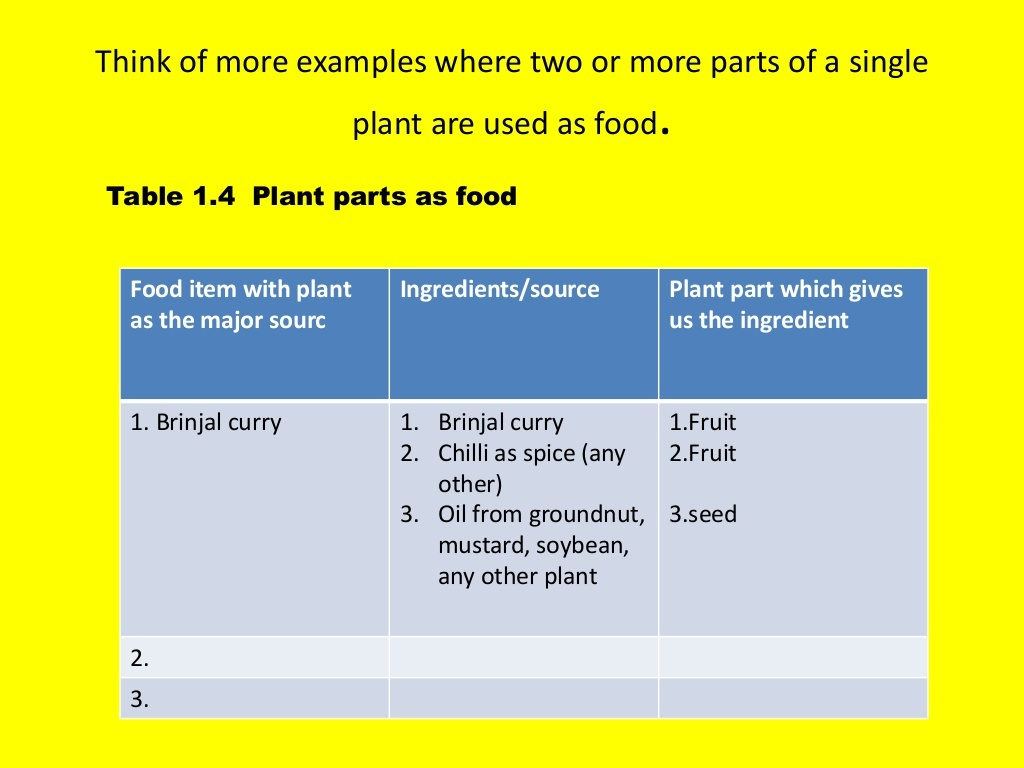 Think of more examples where two or more parts of a single
plant are used as food.
Table 1.4  Plant parts as food
Food item with plant
as the major sourc
Ingredients/source
Plant part which gives
us the ingredient
1. Brinjal curry
1. Brinjal curry
2. Chilli as spice (any
other)
3. Oil from groundnut,
mustard, soybean,
any other plant
1.Fruit
2.Fruit
3.seed
2.
3.